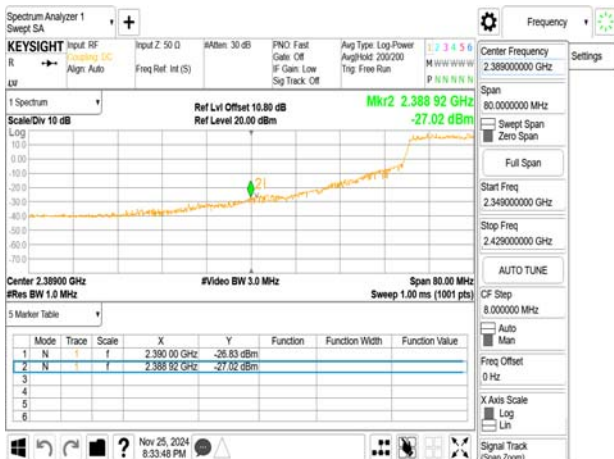 Spectrum Analyzer 1
Swept SA
Frequency
KEYSIGHT Input: RF
Coupling: DC
Align: Auto
Input Z: 50 Ω
Freq Ref: Int (S)
#Atten: 30 dB
PNO: Fast
Gate: Off
IF Gain: Low
Sig Track: Off
Avg Type: Log-Power
Avg|Hold: 200/200
Trig: Free Run
1 2 3 4 5 6
M W W W W W
P N N N N N
R
LXI
1 Spectrum
Scale/Div 10 dB
Ref Lvl Offset 10.80 dB
Ref Level 20.00 dBm
Mkr2 2.388 92 GHz
-27.02 dBm
Log
10.0
0.00
-10.0
-20.0
-30.0
-40.0
-50.0
-60.0
-70.0
21
Center 2.38900 GHz
#Res BW 1.0 MHz
#Video BW 3.0 MHz
Span 80.00 MHz
Sweep 1.00 ms (1001 pts)
5 Marker Table
Mode Trace Scale X Y Function Function Width Function Value
1 N 1 f 2.390 00 GHz -26.83 dBm
2 N 1 f 2.388 92 GHz -27.02 dBm
3
4
5
6
Nov 25, 2024
8:33:48 PM
Center Frequency
2.389000000 GHz
Settings
Span
80.0000000 MHz
Swept Span
Zero Span
Full Span
Start Freq
2.349000000 GHz
Stop Freq
2.429000000 GHz
AUTO TUNE
CF Step
8.000000 MHz
Auto
Man
Freq Offset
0 Hz
X Axis Scale
Log
Lin
Signal Track
(Span Zoom)